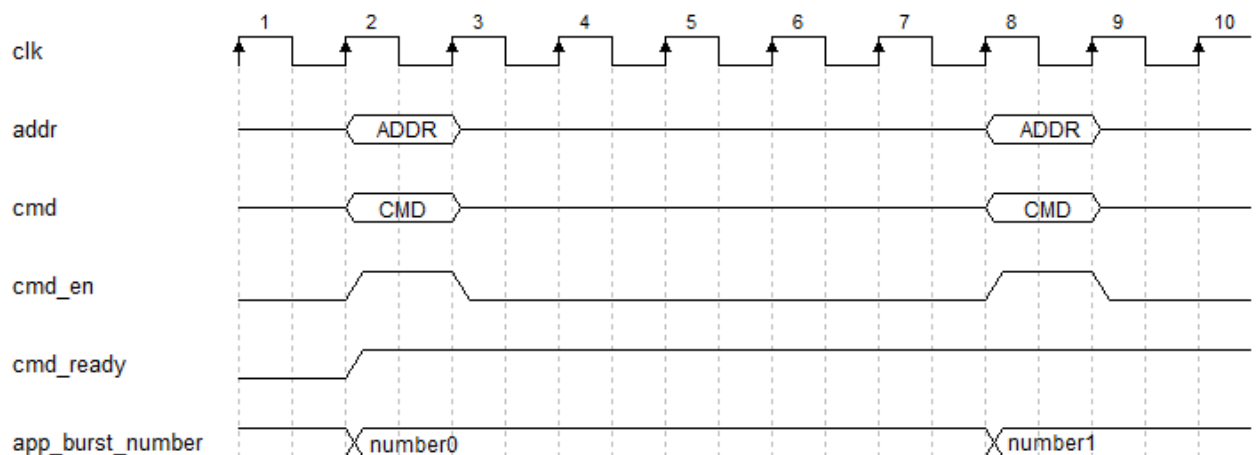 1 2 3 4 5 6 7 8 9 10
clk
addr ADDR ADDR
cmd CMD CMD
cmd_en
cmd_ready
app_burst_number number0 number1